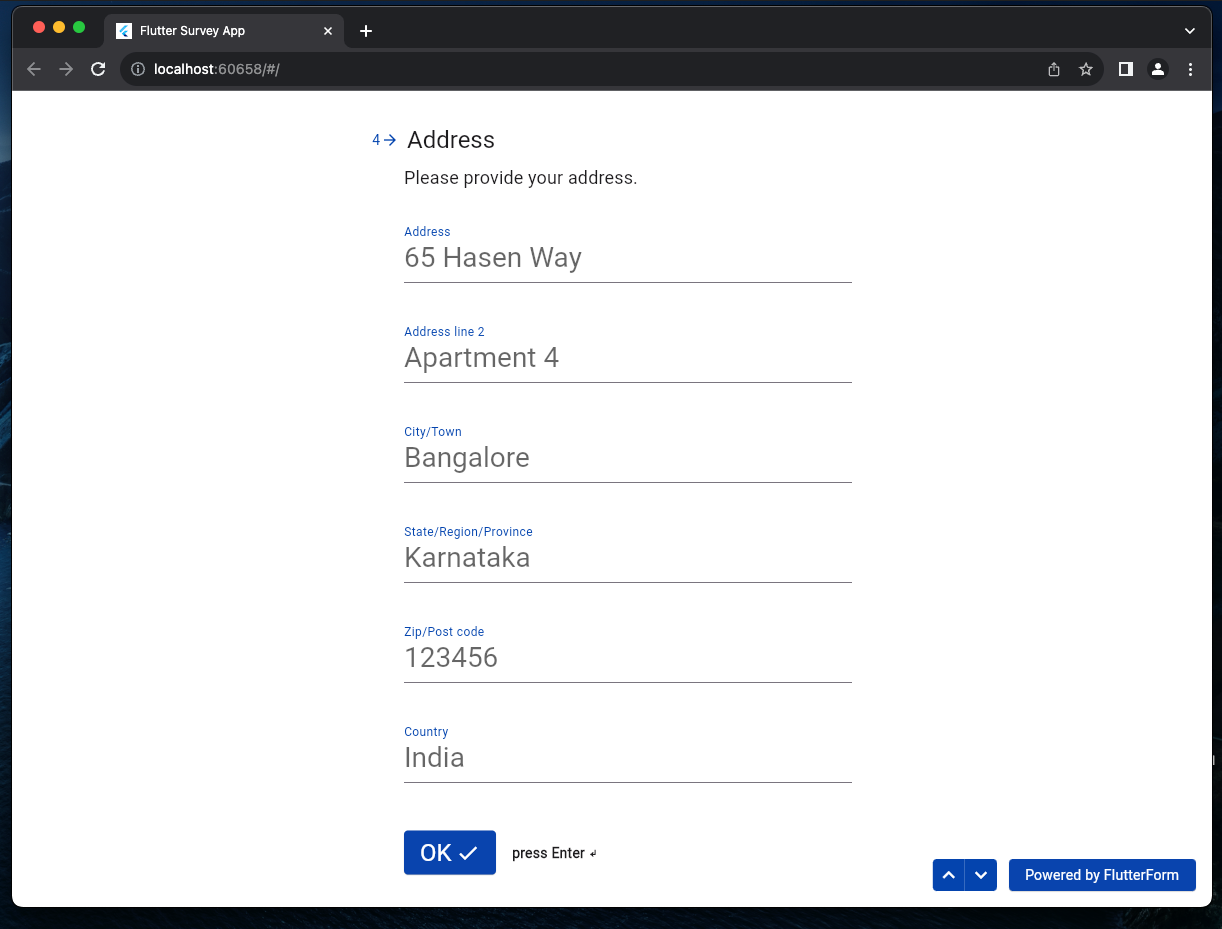 Flutter Survey App
localhost:60658/#/
4 Address
Please provide your address.
Address
65 Hasen Way
Address line 2
Apartment 4
City/Town
Bangalore
State/Region/Province
Karnataka
Zip/Post code
123456
Country
India
OK press Enter ↲
Powered by FlutterForm